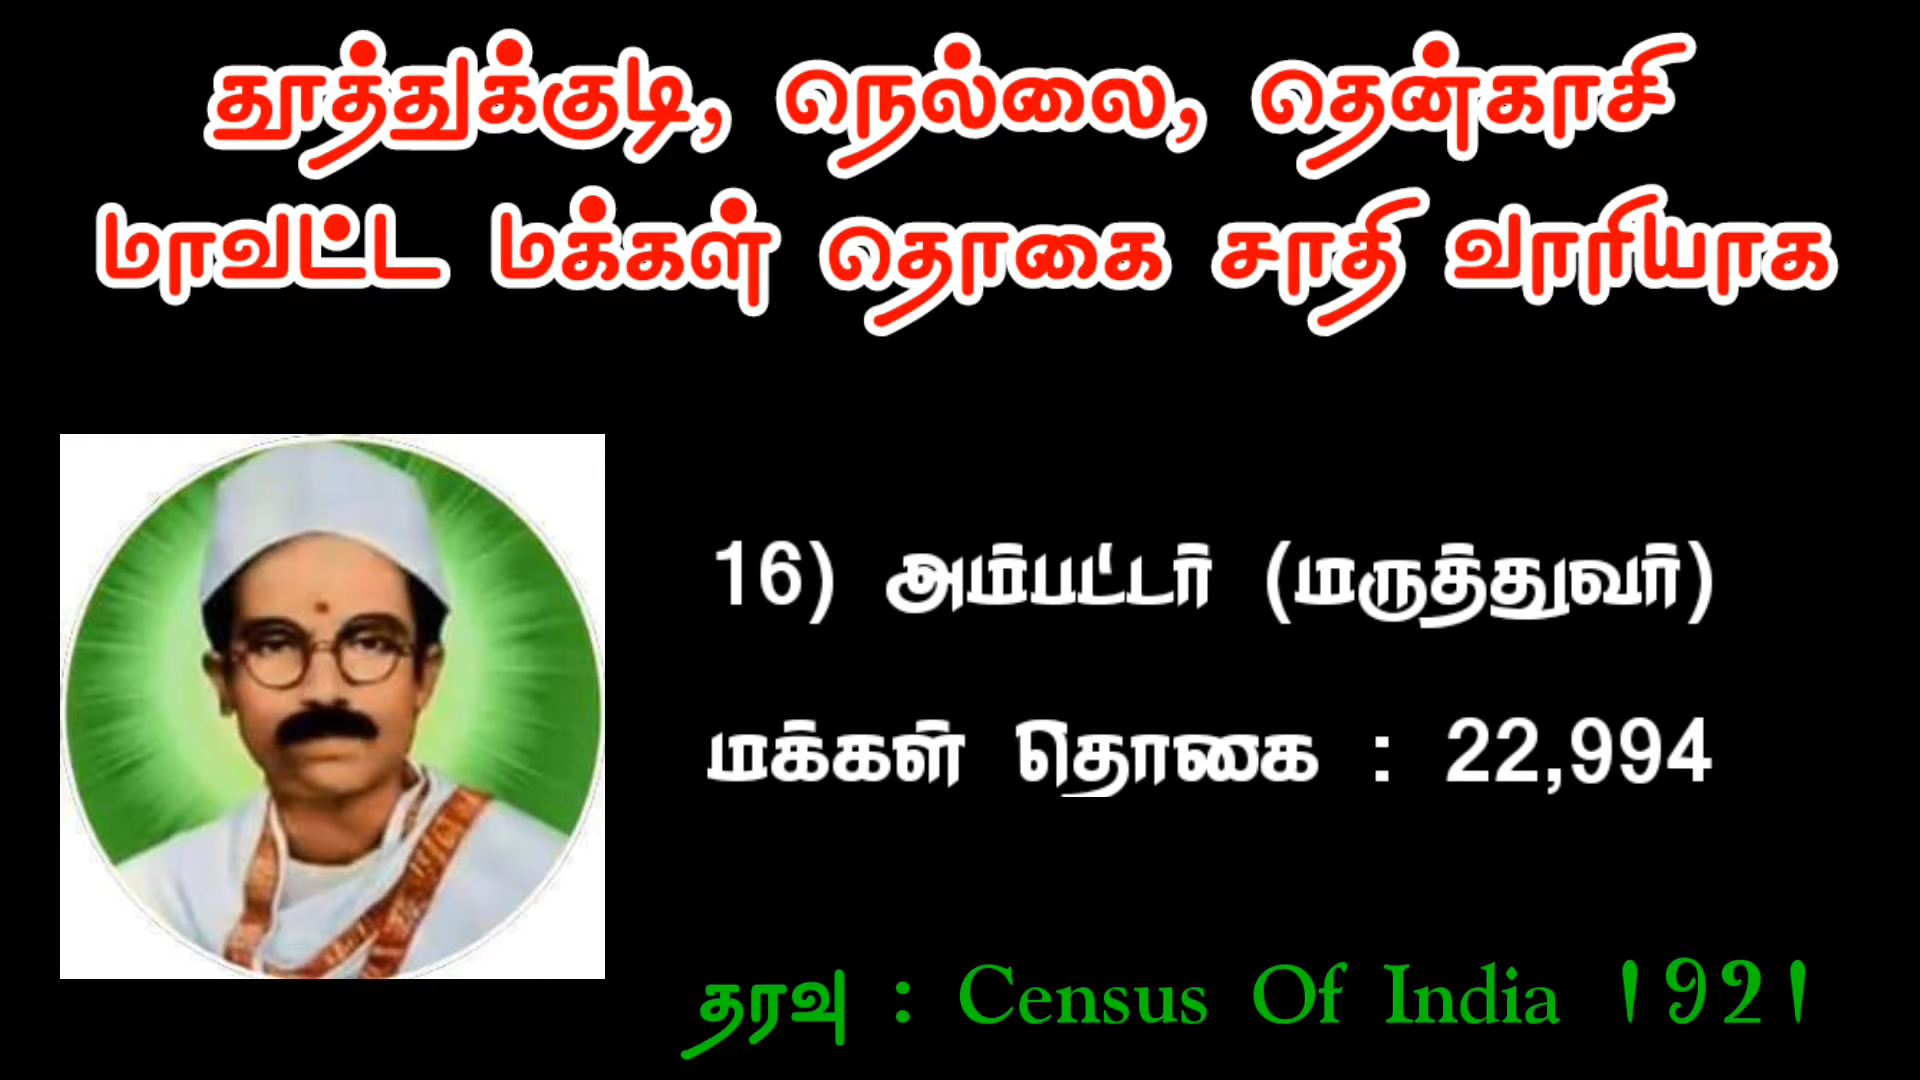 தூத்துக்குடி, நெல்லை, தென்காசி
மாவட்ட மக்கள் தொகை சாதி வாரியாக
16) அம்பட்டர் (மருத்துவர்)
மக்கள் தொகை : 22,994
தரவு : Census Of India 1921